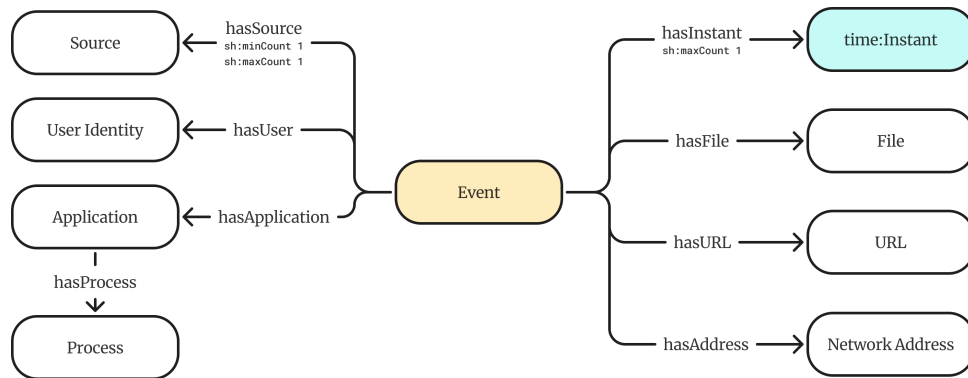 Source
hasSource
sh:minCount 1
sh:maxCount 1
hasInstant
sh:maxCount 1
time:Instant
User Identity
hasUser
hasFile
File
Event
Application
hasApplication
hasURL
URL
hasProcess
Process
hasAddress
Network Address